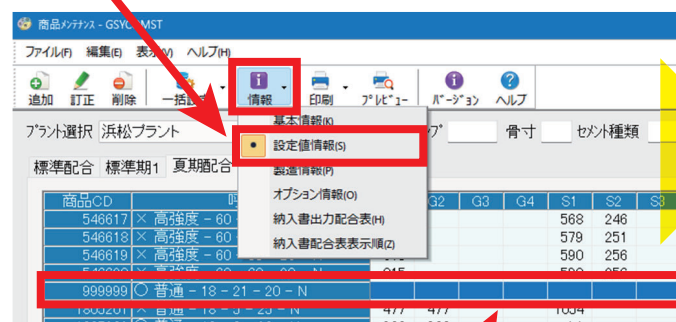 商品ﾒﾝﾃﾅﾝｽ - GSYO MST
ファイル(F) 編集(E) 表示(V) ヘルプ(H)
追加 訂正 削除 一括 情報 印刷 ﾌﾟﾚﾋﾞｭｰ ﾊﾞｰｼﾞｮﾝ ヘルプ
ﾌﾟﾗﾝﾄ選択 浜松プラント 骨寸 ｾﾒﾝﾄ種類
標準配合 標準期1 夏期配合
基本情報(K)
設定値情報(S)
製造情報(P)
オプション情報(O)
納入書出力配合表(H)
納入書配合表表示順(Z)
商品CD G2 G3 G4 S1 S2 S3
546617 × 高強度 - 60 568 246
546618 × 高強度 - 60 579 251
546619 × 高強度 - 60 590 256
999999 ○ 普通 - 18 - 21 - 20 - N